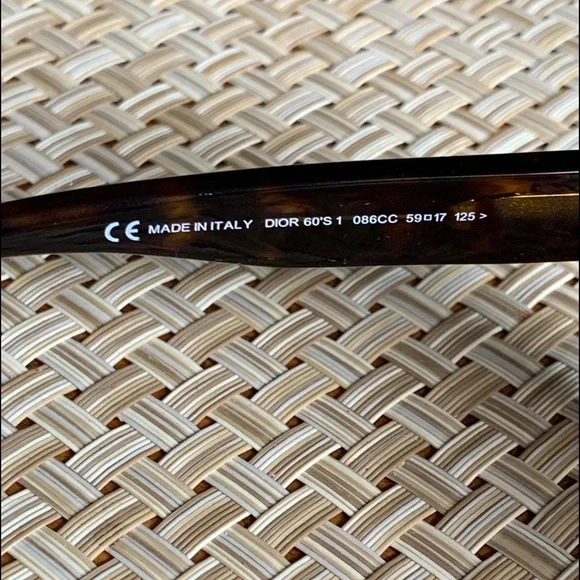 CE MADE IN ITALY DIOR 60'S 1 086CC 59□17 125 >